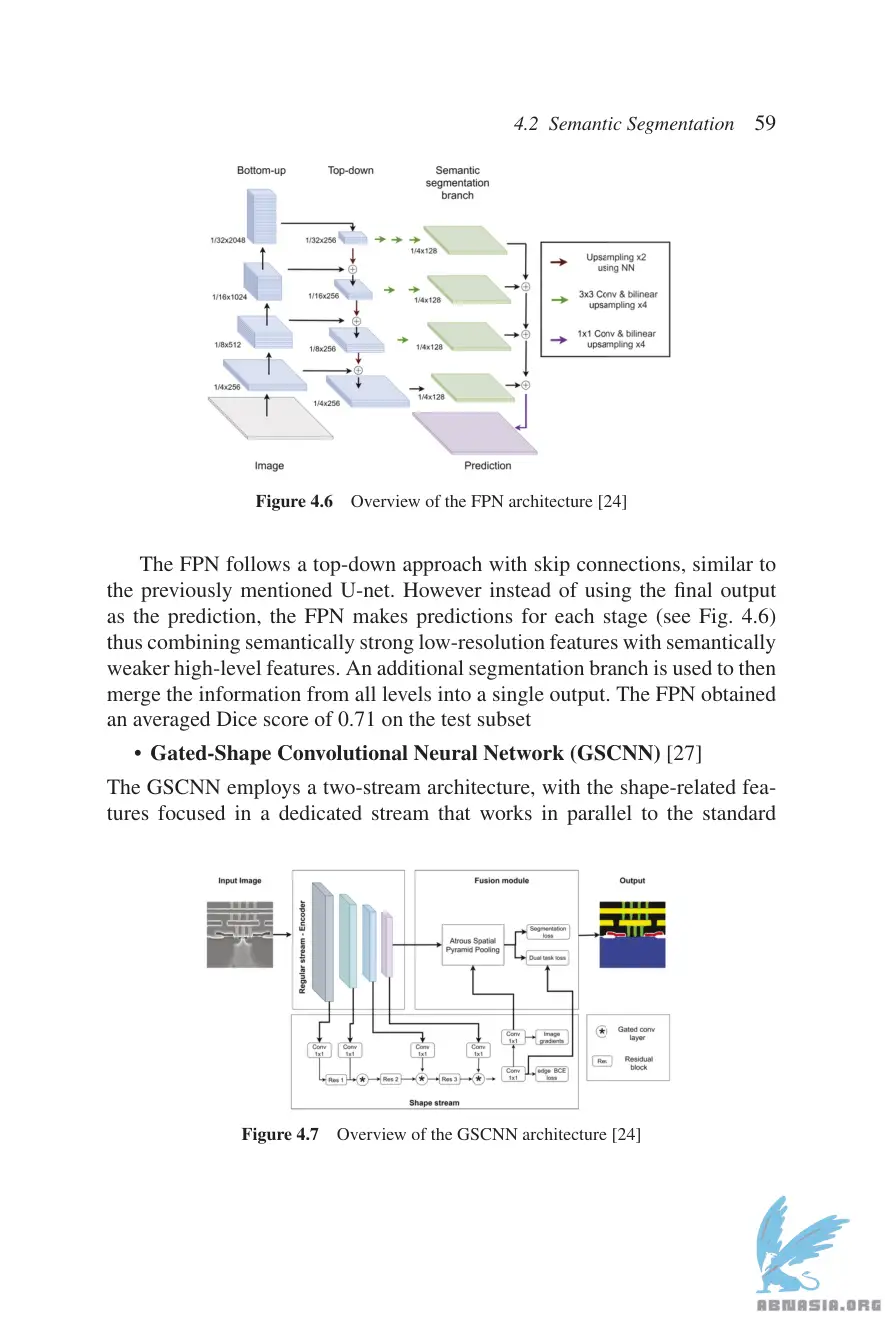 4.2 Semantic Segmentation 59
Bottom-up Top-down Semantic
segmentation
branch
1/32x2048 1/32x256
1/4x128
1/16x1024 1/16x256 1/4x128
1/8x512 1/8x256 1/4x128
1/4x256 1/4x256 1/4x128
Upsampling x2
using NN
3x3 Conv & bilinear
upsampling x4
1x1 Conv & bilinear
upsampling x4
Image Prediction
Figure 4.6 Overview of the FPN architecture [24]
The FPN follows a top-down approach with skip connections, similar to
the previously mentioned U-net. However instead of using the final output
as the prediction, the FPN makes predictions for each stage (see Fig. 4.6)
thus combining semantically strong low-resolution features with semantically
weaker high-level features. An additional segmentation branch is used to then
merge the information from all levels into a single output. The FPN obtained
an averaged Dice score of 0.71 on the test subset
• Gated-Shape Convolutional Neural Network (GSCNN) [27]
The GSCNN employs a two-stream architecture, with the shape-related fea-
tures focused in a dedicated stream that works in parallel to the standard
Input Image Fusion module Output
Regular stream - Encoder
Atrous Spatial
Pyramid Pooling
Segmentation
loss
Dual task loss
Conv
1x1
Conv
1x1
Conv
1x1
Conv
1x1
Conv
1x1
Image
gradients
Res 1 * Res 2 * Res 3 *
Conv
1x1
edge BCE
loss
Shape stream
* Gated conv
layer
Res Residual
block
Figure 4.7 Overview of the GSCNN architecture [24]
ABNASIA.ORG